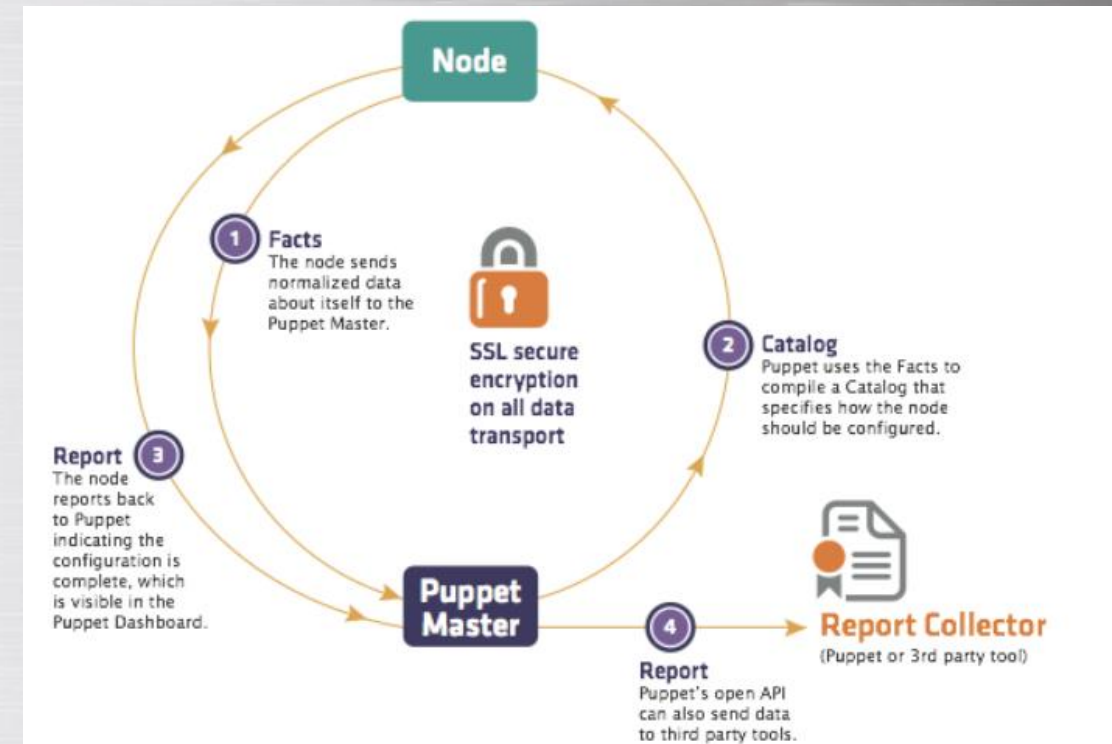 Node
1
Facts
The node sends
normalized data
about itself to the
Puppet Master.
SSL secure
encryption
on all data
transport
2
Catalog
Puppet uses the Facts to
compile a Catalog that
specifies how the node
should be configured.
Report
3
The node
reports back
to Puppet
indicating the
configuration is
complete, which
is visible in the
Puppet Dashboard.
Puppet
Master
4
Report
Puppet's open API
can also send data
to third party tools.
Report Collector
(Puppet or 3rd party tool)